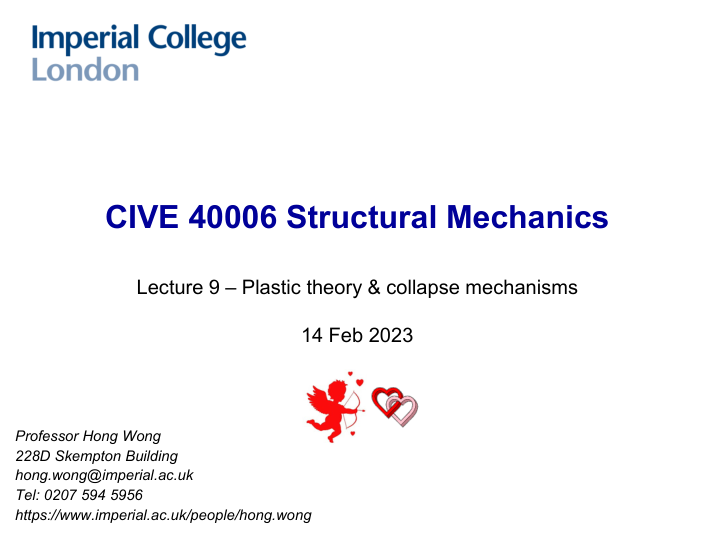 Imperial College
London
CIVE 40006 Structural Mechanics
Lecture 9 – Plastic theory & collapse mechanisms
14 Feb 2023
Professor Hong Wong
228D Skempton Building
hong.wong@imperial.ac.uk
Tel: 0207 594 5956
https://www.imperial.ac.uk/people/hong.wong